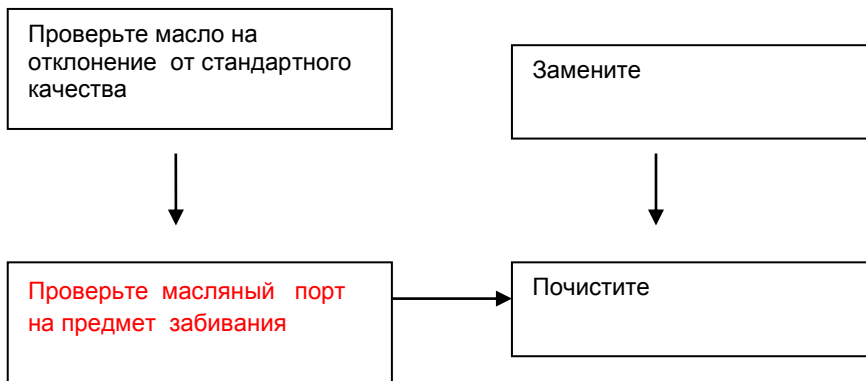 Проверьте масло на
отклонение от стандартного
качества
Замените
Проверьте масляный порт
на предмет забивания
Почистите